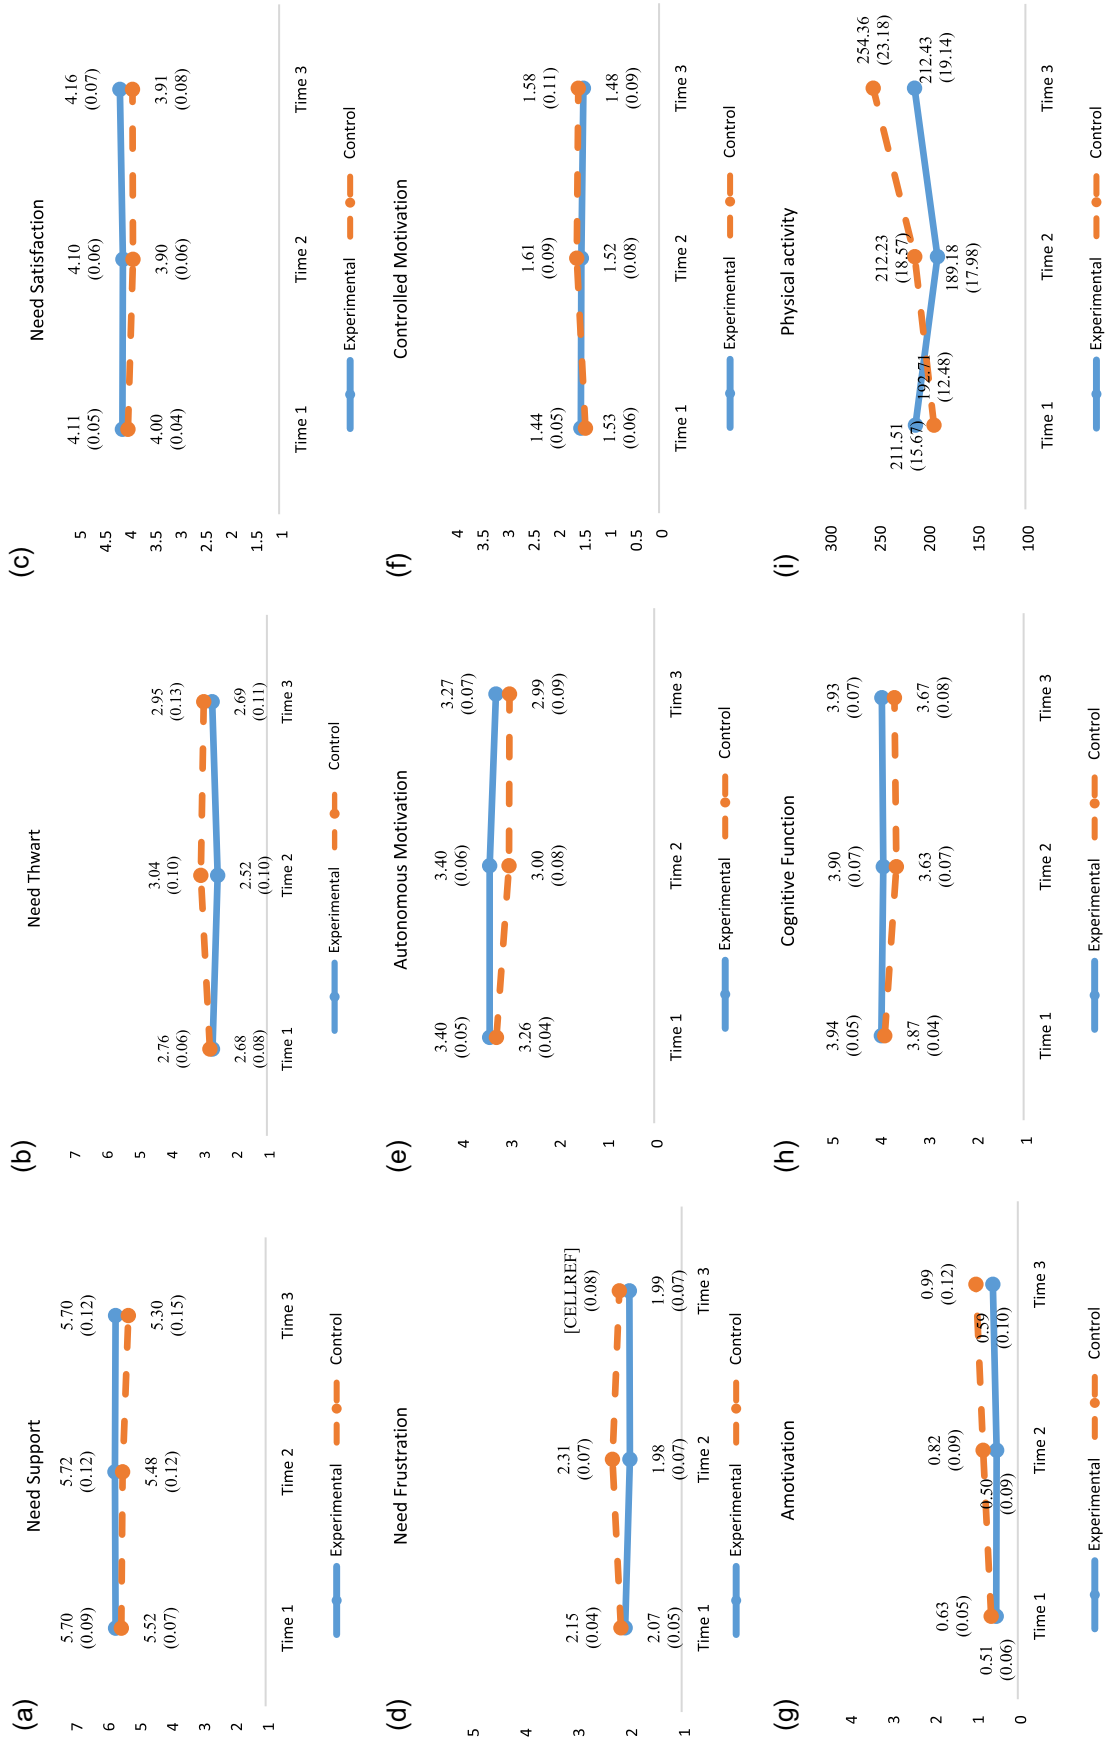 (a)
Need Support
7
6
5
4
3
2
1
5.70
(0.09)
5.72
(0.12)
5.70
(0.12)
5.52
(0.07)
5.48
(0.12)
5.30
(0.15)
Time 1
Time 2
Time 3
Experimental
Control
(b)
Need Thwart
7
6
5
4
3
2
1
2.76
(0.06)
3.04
(0.10)
2.95
(0.13)
2.68
(0.08)
2.52
(0.10)
2.69
(0.11)
Time 1
Time 2
Time 3
Experimental
Control
(c)
Need Satisfaction
5
4.5
4
3.5
3
2.5
2
1.5
1
4.11
(0.05)
4.10
(0.06)
4.16
(0.07)
4.00
(0.04)
3.90
(0.06)
3.91
(0.08)
Time 1
Time 2
Time 3
Experimental
Control
(d)
Need Frustration
5
4
3
2
1
2.15
(0.04)
2.31
(0.07)
[CELLREF]
(0.08)
2.07
(0.05)
1.98
(0.07)
1.99
(0.07)
Time 1
Time 2
Time 3
Experimental
Control
(e)
Autonomous Motivation
4
3
2
1
0
3.40
(0.05)
3.40
(0.06)
3.27
(0.07)
3.26
(0.04)
3.00
(0.08)
2.99
(0.09)
Time 1
Time 2
Time 3
Experimental
Control
(f)
Controlled Motivation
4
3.5
3
2.5
2
1.5
1
0.5
0
1.44
(0.05)
1.61
(0.09)
1.58
(0.11)
1.53
(0.06)
1.52
(0.08)
1.48
(0.09)
Time 1
Time 2
Time 3
Experimental
Control
(g)
Amotivation
4
3
2
1
0
0.63
(0.05)
0.82
(0.09)
0.99
(0.12)
0.51
(0.06)
0.50
(0.09)
0.59
(0.10)
Time 1
Time 2
Time 3
Experimental
Control
(h)
Cognitive Function
5
4
3
2
1
3.94
(0.05)
3.90
(0.07)
3.93
(0.07)
3.87
(0.04)
3.63
(0.07)
3.67
(0.08)
Time 1
Time 2
Time 3
Experimental
Control
(i)
Physical activity
300
250
200
150
100
211.51
(15.67)
212.23
(18.57)
254.36
(23.18)
192.71
(12.48)
189.18
(17.98)
212.43
(19.14)
Time 1
Time 2
Time 3
Experimental
Control